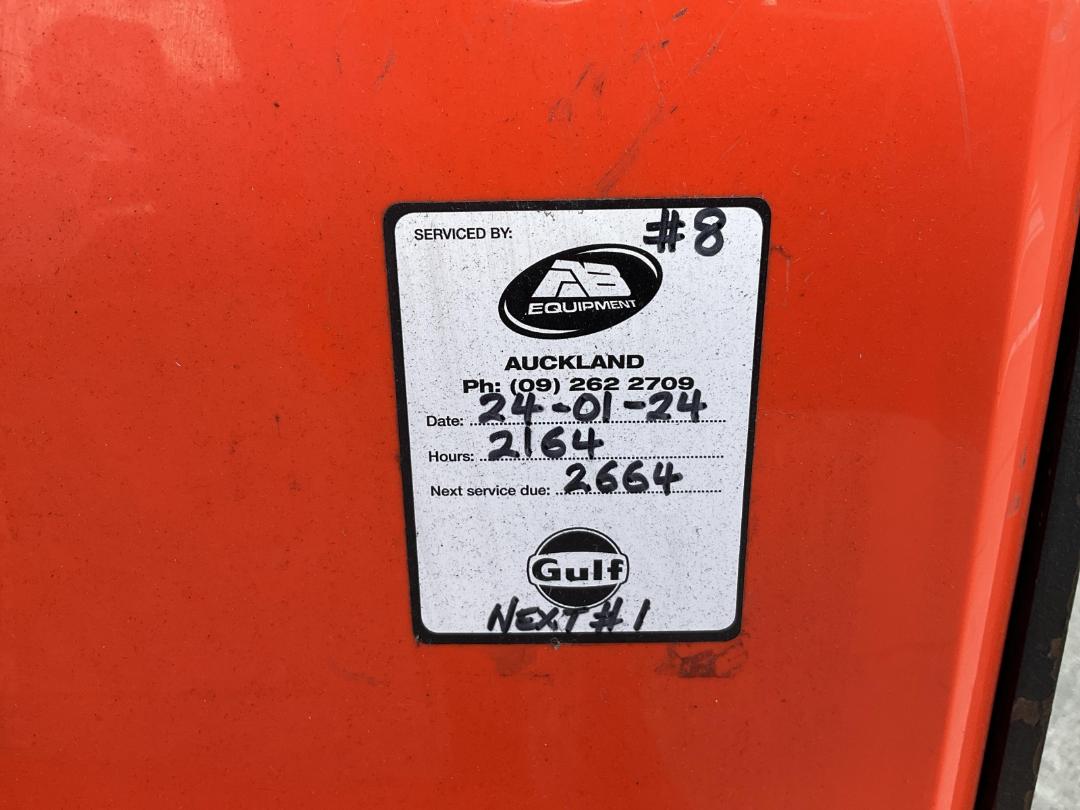 SERVICED BY: #8
AB
EQUIPMENT
AUCKLAND
Ph: (09) 262 2709
Date: 24-01-24
Hours: 2164
Next service due: 2664
Gulf
NEXT #1